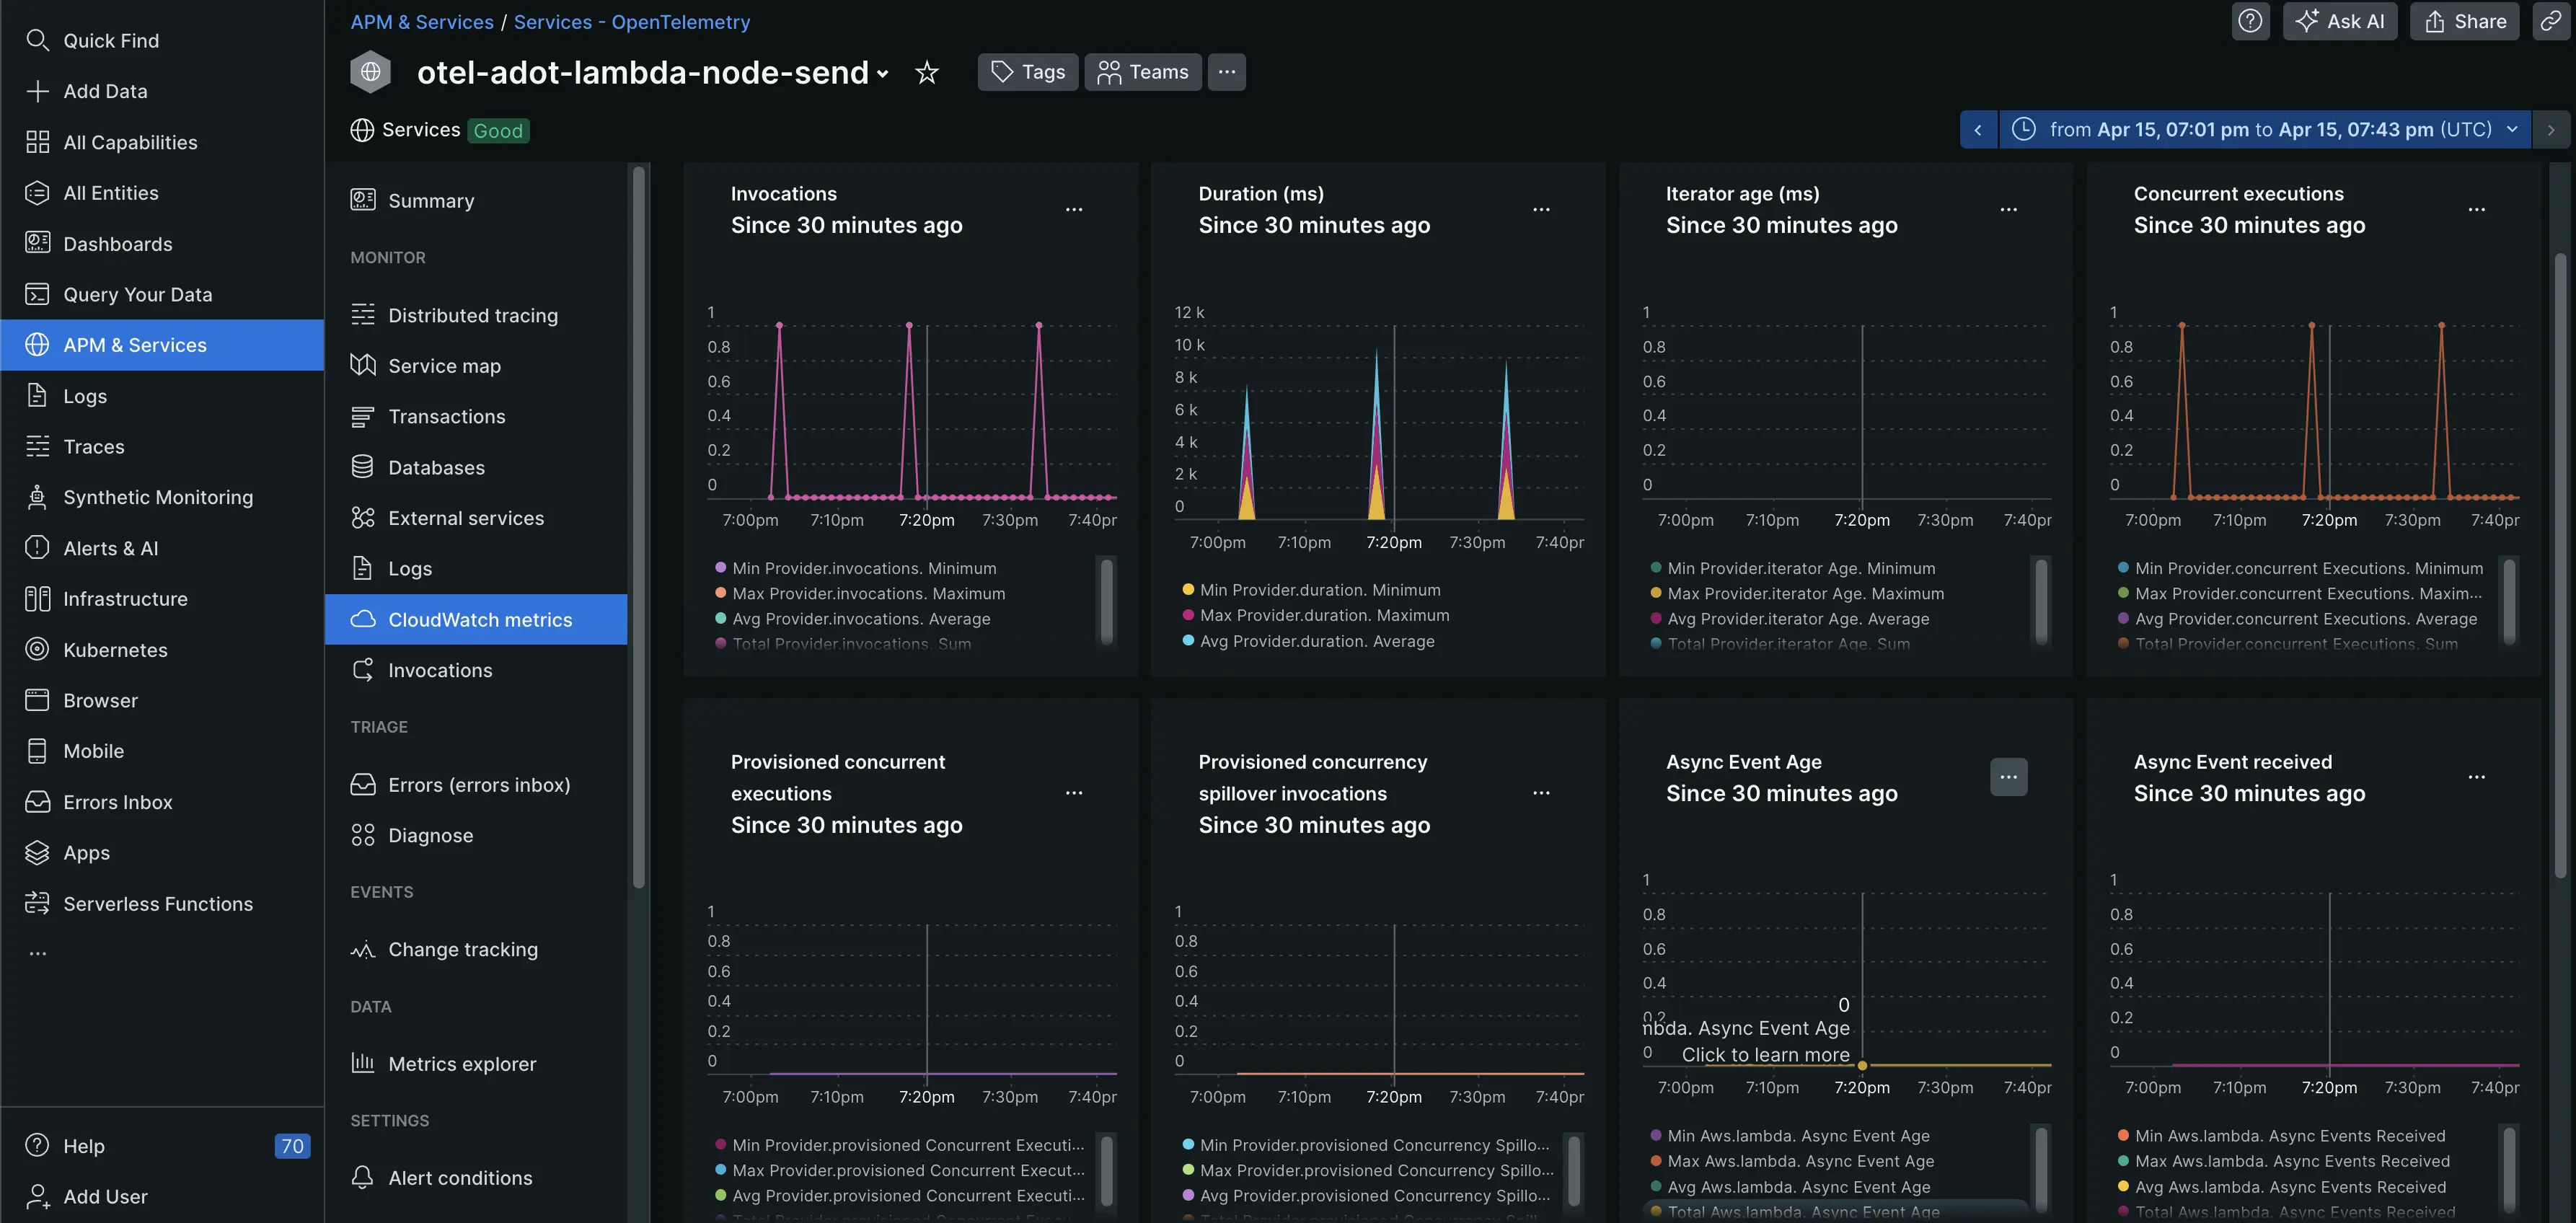 Quick Find
Add Data
All Capabilities
All Entities
Dashboards
Query Your Data
APM & Services
Logs
Traces
Synthetic Monitoring
Alerts & AI
Infrastructure
Kubernetes
Browser
Mobile
Errors Inbox
Apps
Serverless Functions
...
Help 70
Add User
APM & Services / Services - OpenTelemetry
Ask AI
Share
otel-adot-lambda-node-send
Tags
Teams
...
Services Good
from Apr 15, 07:01 pm to Apr 15, 07:43 pm (UTC)
Summary
MONITOR
Distributed tracing
Service map
Transactions
Databases
External services
Logs
CloudWatch metrics
Invocations
TRIAGE
Errors (errors inbox)
Diagnose
EVENTS
Change tracking
DATA
Metrics explorer
SETTINGS
Alert conditions
Invocations
Since 30 minutes ago
...
1
0.8
0.6
0.4
0.2
0
7:00pm 7:10pm 7:20pm 7:30pm 7:40pr
Min Provider.invocations. Minimum
Max Provider.invocations. Maximum
Avg Provider.invocations. Average
Total Provider.invocations. Sum
Duration (ms)
Since 30 minutes ago
...
12 k
10 k
8 k
6 k
4 k
2 k
0
7:00pm 7:10pm 7:20pm 7:30pm 7:40pr
Min Provider.duration. Minimum
Max Provider.duration. Maximum
Avg Provider.duration. Average
Iterator age (ms)
Since 30 minutes ago
...
1
0.8
0.6
0.4
0.2
0
7:00pm 7:10pm 7:20pm 7:30pm 7:40pr
Min Provider.iterator Age. Minimum
Max Provider.iterator Age. Maximum
Avg Provider.iterator Age. Average
Total Provider.iterator Age. Sum
Concurrent executions
Since 30 minutes ago
...
1
0.8
0.6
0.4
0.2
0
7:00pm 7:10pm 7:20pm 7:30pm 7:40pr
Min Provider.concurrent Executions. Minimum
Max Provider.concurrent Executions. Maxim...
Avg Provider.concurrent Executions. Average
Total Provider.concurrent Executions. Sum
Provisioned concurrent
executions
Since 30 minutes ago
...
1
0.8
0.6
0.4
0.2
0
7:00pm 7:10pm 7:20pm 7:30pm 7:40pr
Min Provider.provisioned Concurrent Executi...
Max Provider.provisioned Concurrent Execut...
Avg Provider.provisioned Concurrent Executi...
Provisioned concurrency
spillover invocations
Since 30 minutes ago
...
1
0.8
0.6
0.4
0.2
0
7:00pm 7:10pm 7:20pm 7:30pm 7:40pr
Min Provider.provisioned Concurrency Spillo...
Max Provider.provisioned Concurrency Spillo...
Avg Provider.provisioned Concurrency Spillo...
Async Event Age
Since 30 minutes ago
...
1
0.8
0.6
0.4
0.2
0
0
nbda. Async Event Age
Click to learn more
7:00pm 7:10pm 7:20pm 7:30pm 7:40pr
Min Aws.lambda. Async Event Age
Max Aws.lambda. Async Event Age
Avg Aws.lambda. Async Event Age
Total Aws.lambda. Async Event Age
Async Event received
Since 30 minutes ago
...
1
0.8
0.6
0.4
0.2
0
7:00pm 7:10pm 7:20pm 7:30pm 7:40pr
Min Aws.lambda. Async Events Received
Max Aws.lambda. Async Events Received
Avg Aws.lambda. Async Events Received
Total Aws.lambda. Async Events Received